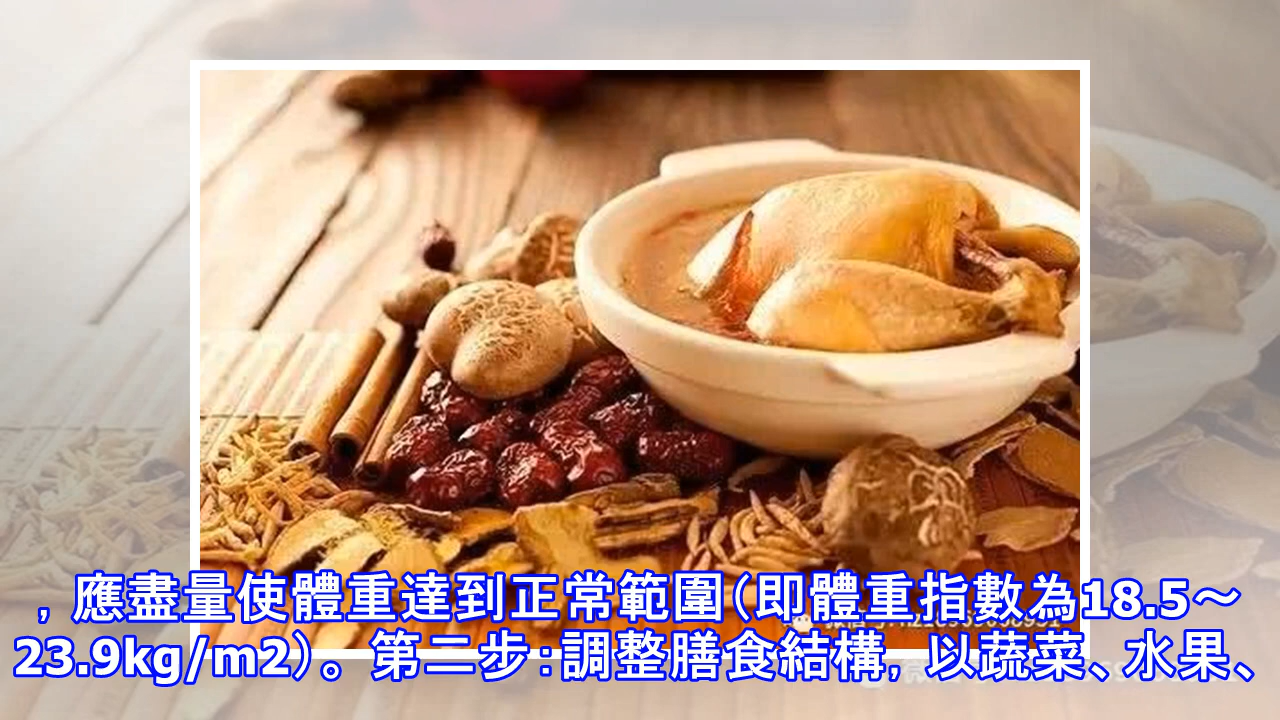 ，應盡量使體重達到正常範圍（即體重指數為18.5～
23.9kg/m2）。第二步：調整膳食結構，以蔬菜、水果、